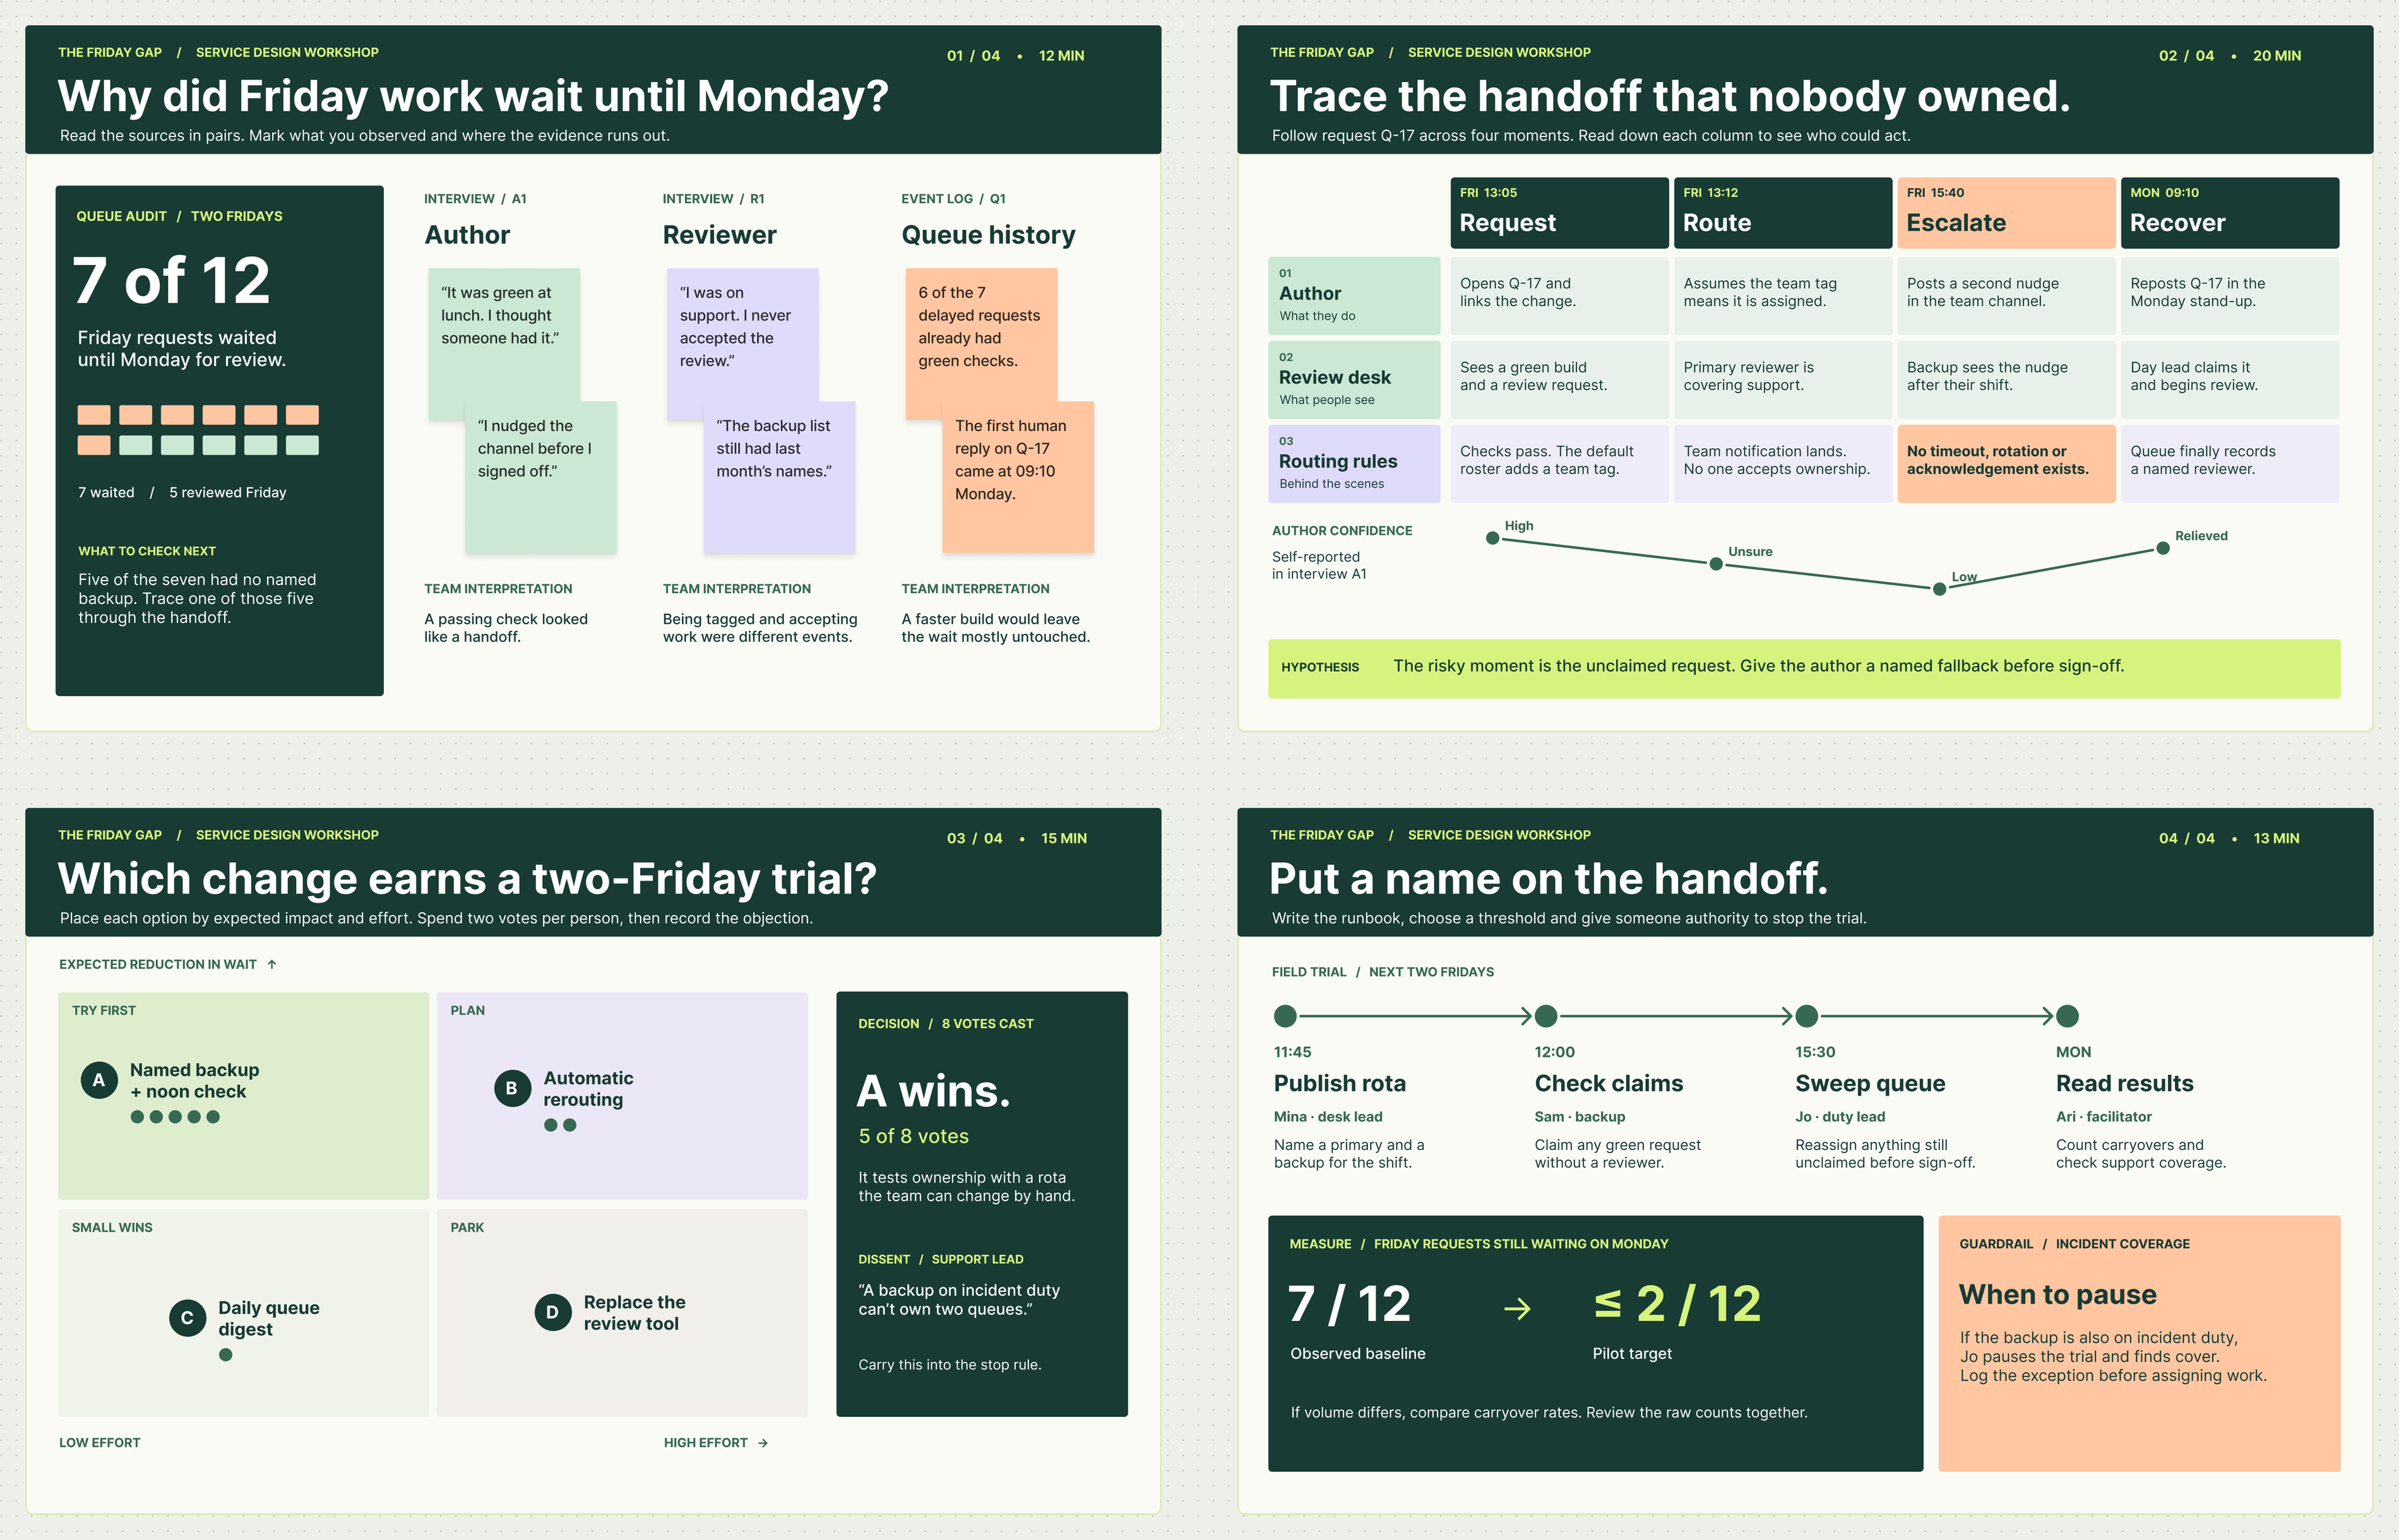 THE FRIDAY GAP / SERVICE DESIGN WORKSHOP
01 / 04 • 12 MIN
Why did Friday work wait until Monday?
Read the sources in pairs. Mark what you observed and where the evidence runs out.
QUEUE AUDIT / TWO FRIDAYS
7 of 12
Friday requests waited
until Monday for review.
7 waited / 5 reviewed Friday
WHAT TO CHECK NEXT
Five of the seven had no named
backup. Trace one of those five
through the handoff.
INTERVIEW / A1
Author
“It was green at
lunch. I thought
someone had it.”
“I nudged the
channel before I
signed off.”
TEAM INTERPRETATION
A passing check looked
like a handoff.
INTERVIEW / R1
Reviewer
“I was on
support. I never
accepted the
review.”
“The backup list
still had last
month’s names.”
TEAM INTERPRETATION
Being tagged and accepting
work were different events.
EVENT LOG / Q1
Queue history
6 of the 7
delayed requests
already had
green checks.
The first human
reply on Q-17
came at 09:10
Monday.
TEAM INTERPRETATION
A faster build would leave
the wait mostly untouched.
THE FRIDAY GAP / SERVICE DESIGN WORKSHOP
02 / 04 • 20 MIN
Trace the handoff that nobody owned.
Follow request Q-17 across four moments. Read down each column to see who could act.
FRI 13:05
Request
FRI 13:12
Route
FRI 15:40
Escalate
MON 09:10
Recover
01
Author
What they do
Opens Q-17 and
links the change.
Assumes the team tag
means it is assigned.
Posts a second nudge
in the team channel.
Reposts Q-17 in the
Monday stand-up.
02
Review desk
What people see
Sees a green build
and a review request.
Primary reviewer is
covering support.
Backup sees the nudge
after their shift.
Day lead claims it
and begins review.
03
Routing rules
Behind the scenes
Checks pass. The default
roster adds a team tag.
Team notification lands.
No one accepts ownership.
No timeout, rotation or
acknowledgement exists.
Queue finally records
a named reviewer.
AUTHOR CONFIDENCE
Self-reported
in interview A1
High
Unsure
Low
Relieved
HYPOTHESIS The risky moment is the unclaimed request. Give the author a named fallback before sign-off.
THE FRIDAY GAP / SERVICE DESIGN WORKSHOP
03 / 04 • 15 MIN
Which change earns a two-Friday trial?
Place each option by expected impact and effort. Spend two votes per person, then record the objection.
EXPECTED REDUCTION IN WAIT ↑
TRY FIRST
A
Named backup
+ noon check
PLAN
B
Automatic
rerouting
SMALL WINS
C
Daily queue
digest
PARK
D
Replace the
review tool
LOW EFFORT
HIGH EFFORT →
DECISION / 8 VOTES CAST
A wins.
5 of 8 votes
It tests ownership with a rota
the team can change by hand.
DISSENT / SUPPORT LEAD
“A backup on incident duty
can’t own two queues.”
Carry this into the stop rule.
THE FRIDAY GAP / SERVICE DESIGN WORKSHOP
04 / 04 • 13 MIN
Put a name on the handoff.
Write the runbook, choose a threshold and give someone authority to stop the trial.
FIELD TRIAL / NEXT TWO FRIDAYS
11:45
Publish rota
Mina · desk lead
Name a primary and a
backup for the shift.
12:00
Check claims
Sam · backup
Claim any green request
without a reviewer.
15:30
Sweep queue
Jo · duty lead
Reassign anything still
unclaimed before sign-off.
MON
Read results
Ari · facilitator
Count carryovers and
check support coverage.
MEASURE / FRIDAY REQUESTS STILL WAITING ON MONDAY
7 / 12 → ≤ 2 / 12
Observed baseline
Pilot target
If volume differs, compare carryover rates. Review the raw counts together.
GUARDRAIL / INCIDENT COVERAGE
When to pause
If the backup is also on incident duty,
Jo pauses the trial and finds cover.
Log the exception before assigning work.